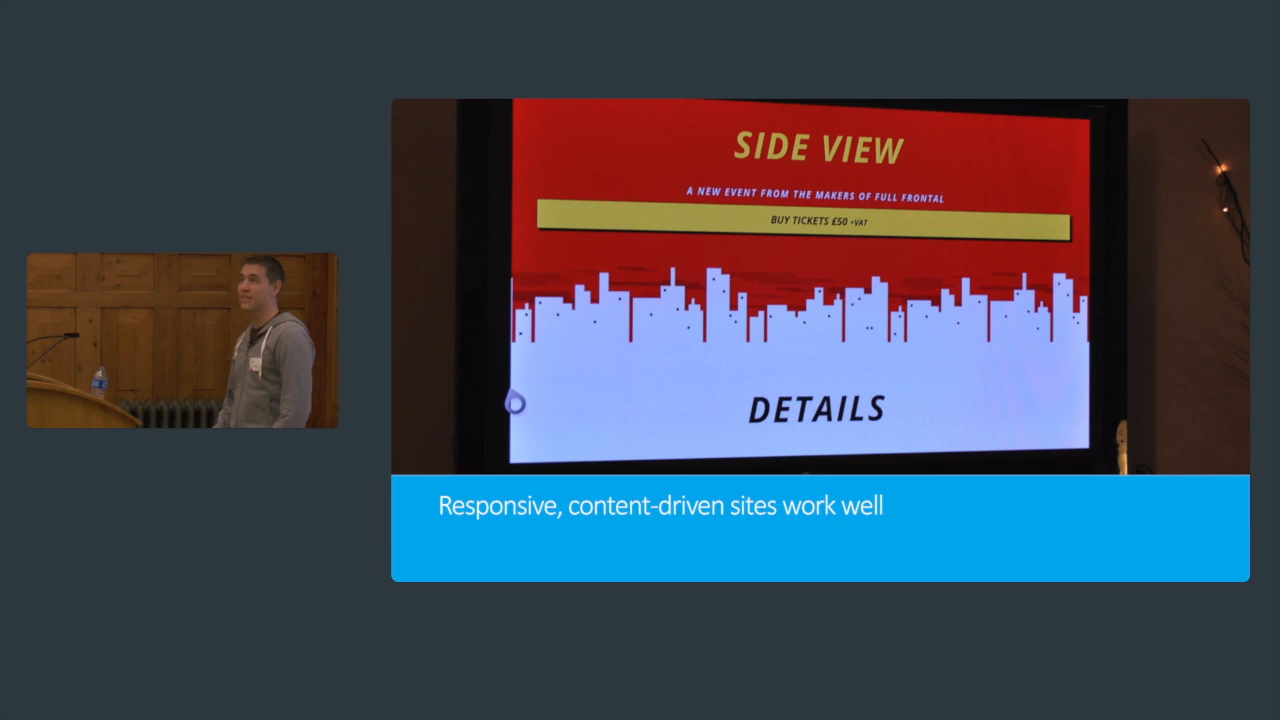 SIDE VIEW
A NEW EVENT FROM THE MAKERS OF FULL FRONTAL
BUY TICKETS £50 +VAT
DETAILS
Responsive, content-driven sites work well